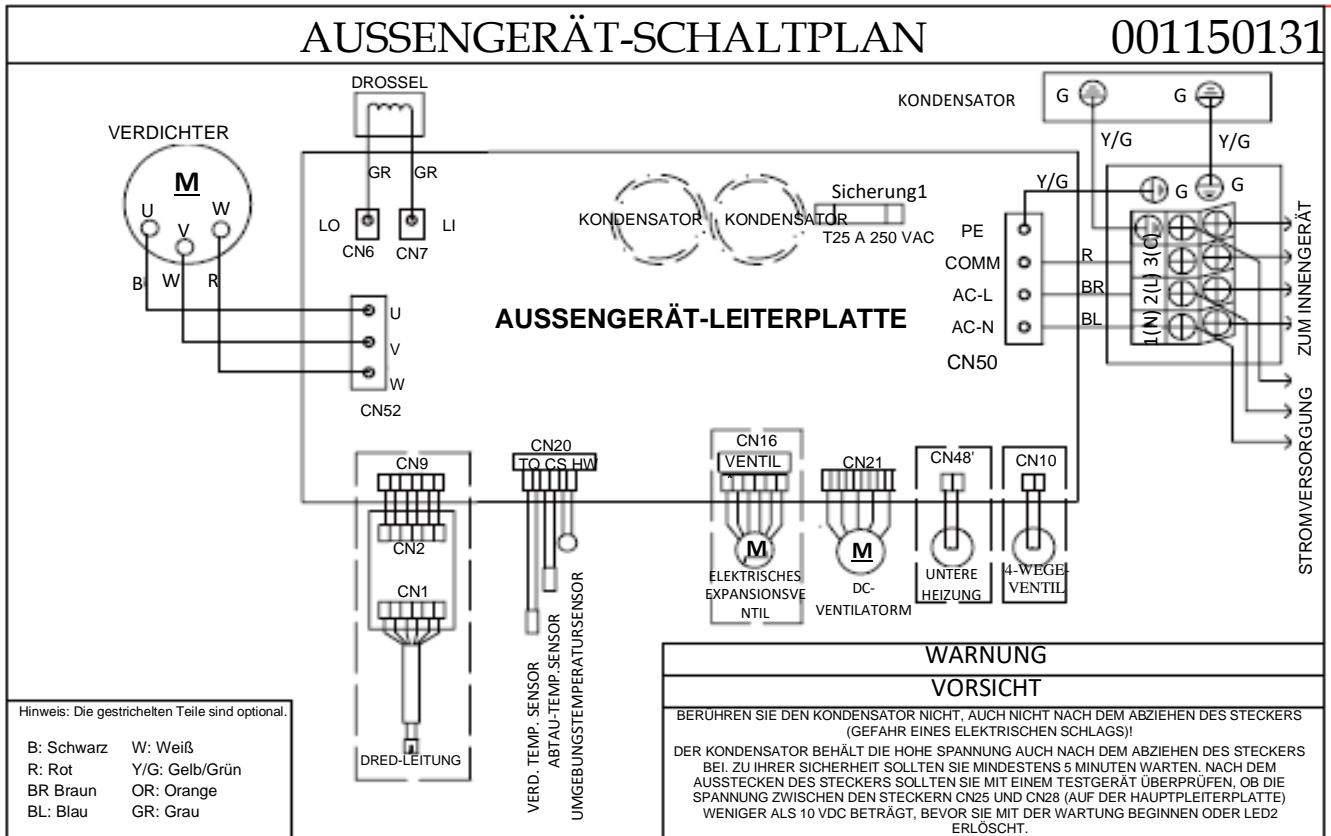 AUSSENGERÄT-SCHALTPLAN
001150131
DROSSEL
KONDENSATOR
G
G
VERDICHTER
Y/G
Y/G
M
GR
GR
Y/G
G
G
U
V
W
LO
CN6
CN7
LI
KONDENSATOR
KONDENSATOR
Sicherung1
T25 A 250 VAC
PE
COMM
AC-L
AC-N
CN50
R
BR
BL
3(C)
2(L)
1(N)
ZUM INNENGERÄT
STROMVERSORGUNG
B
W
R
U
V
W
CN52
AUSSENGERÄT-LEITERPLATTE
CN9
CN2
CN1
DRED-LEITUNG
CN20
TO CS HW
VERD. TEMP. SENSOR
ABTAU-TEMP.SENSOR
UMGEBUNGSTEMPERATURSENSOR
CN16
VENTIL
*
M
ELEKTRISCHES
EXPANSIONSVE
NTIL
CN21
M
DC-
VENTILATORM
CN48'
UNTERE
HEIZUNG
CN10
4-WEGE-
VENTIL
Hinweis: Die gestrichelten Teile sind optional.
B: Schwarz W: Weiß
R: Rot Y/G: Gelb/Grün
BR Braun OR: Orange
BL: Blau GR: Grau
WARNUNG
VORSICHT
BERÜHREN SIE DEN KONDENSATOR NICHT, AUCH NICHT NACH DEM ABZIEHEN DES STECKERS
(GEFAHR EINES ELEKTRISCHEN SCHLAGS)!
DER KONDENSATOR BEHÄLT DIE HOHE SPANNUNG AUCH NACH DEM ABZIEHEN DES STECKERS
BEI. ZU IHRER SICHERHEIT SOLLTEN SIE MINDESTENS 5 MINUTEN WARTEN. NACH DEM
AUSSTECKEN DES STECKERS SOLLTEN SIE MIT EINEM TESTGERÄT ÜBERPRÜFEN, OB DIE
SPANNUNG ZWISCHEN DEN STECKERN CN25 UND CN28 (AUF DER HAUPTPLEITERPLATTE)
WENIGER ALS 10 VDC BETRÄGT, BEVOR SIE MIT DER WARTUNG BEGINNEN ODER LED2
ERLÖSCHT.